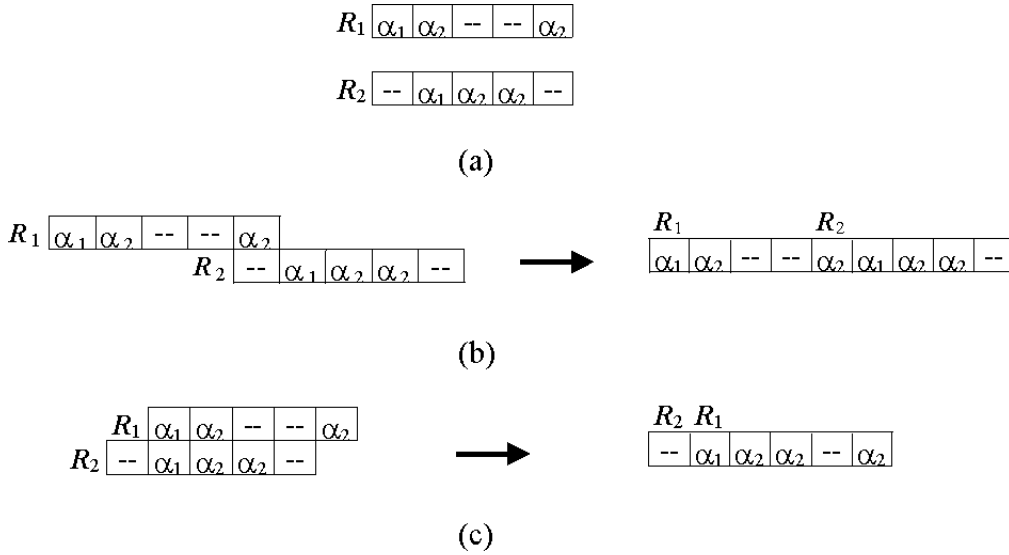 R₁ α₁ α₂ -- -- α₂
R₂ -- α₁ α₂ α₂ --
(a)
R₁ α₁ α₂ -- -- α₂
R₂ -- α₁ α₂ α₂ --
R₁ R₂
α₁ α₂ -- -- α₂ α₁ α₂ α₂ --
(b)
R₁ α₁ α₂ -- -- α₂
R₂ -- α₁ α₂ α₂ --
R₂ R₁
-- α₁ α₂ α₂ -- α₂
(c)